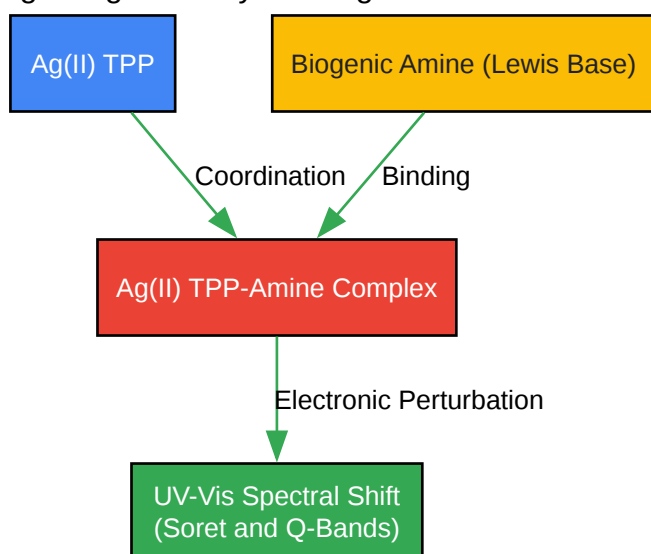 Ag(II) TPP
Biogenic Amine (Lewis Base)
Coordination
Binding
Ag(II) TPP-Amine Complex
Electronic Perturbation
UV-Vis Spectral Shift
(Soret and Q-Bands)